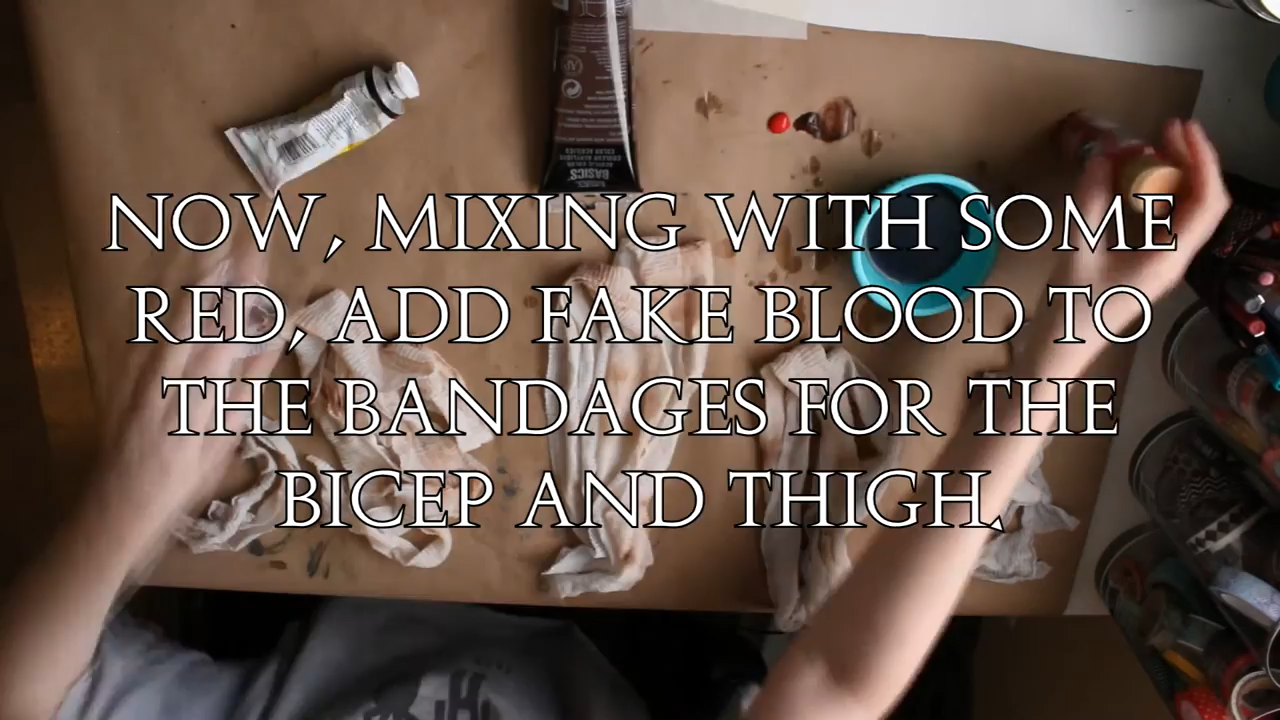 BASICS
NOW, MIXING WITH SOME
RED, ADD FAKE BLOOD TO
THE BANDAGES FOR THE
BICEP AND THIGH.